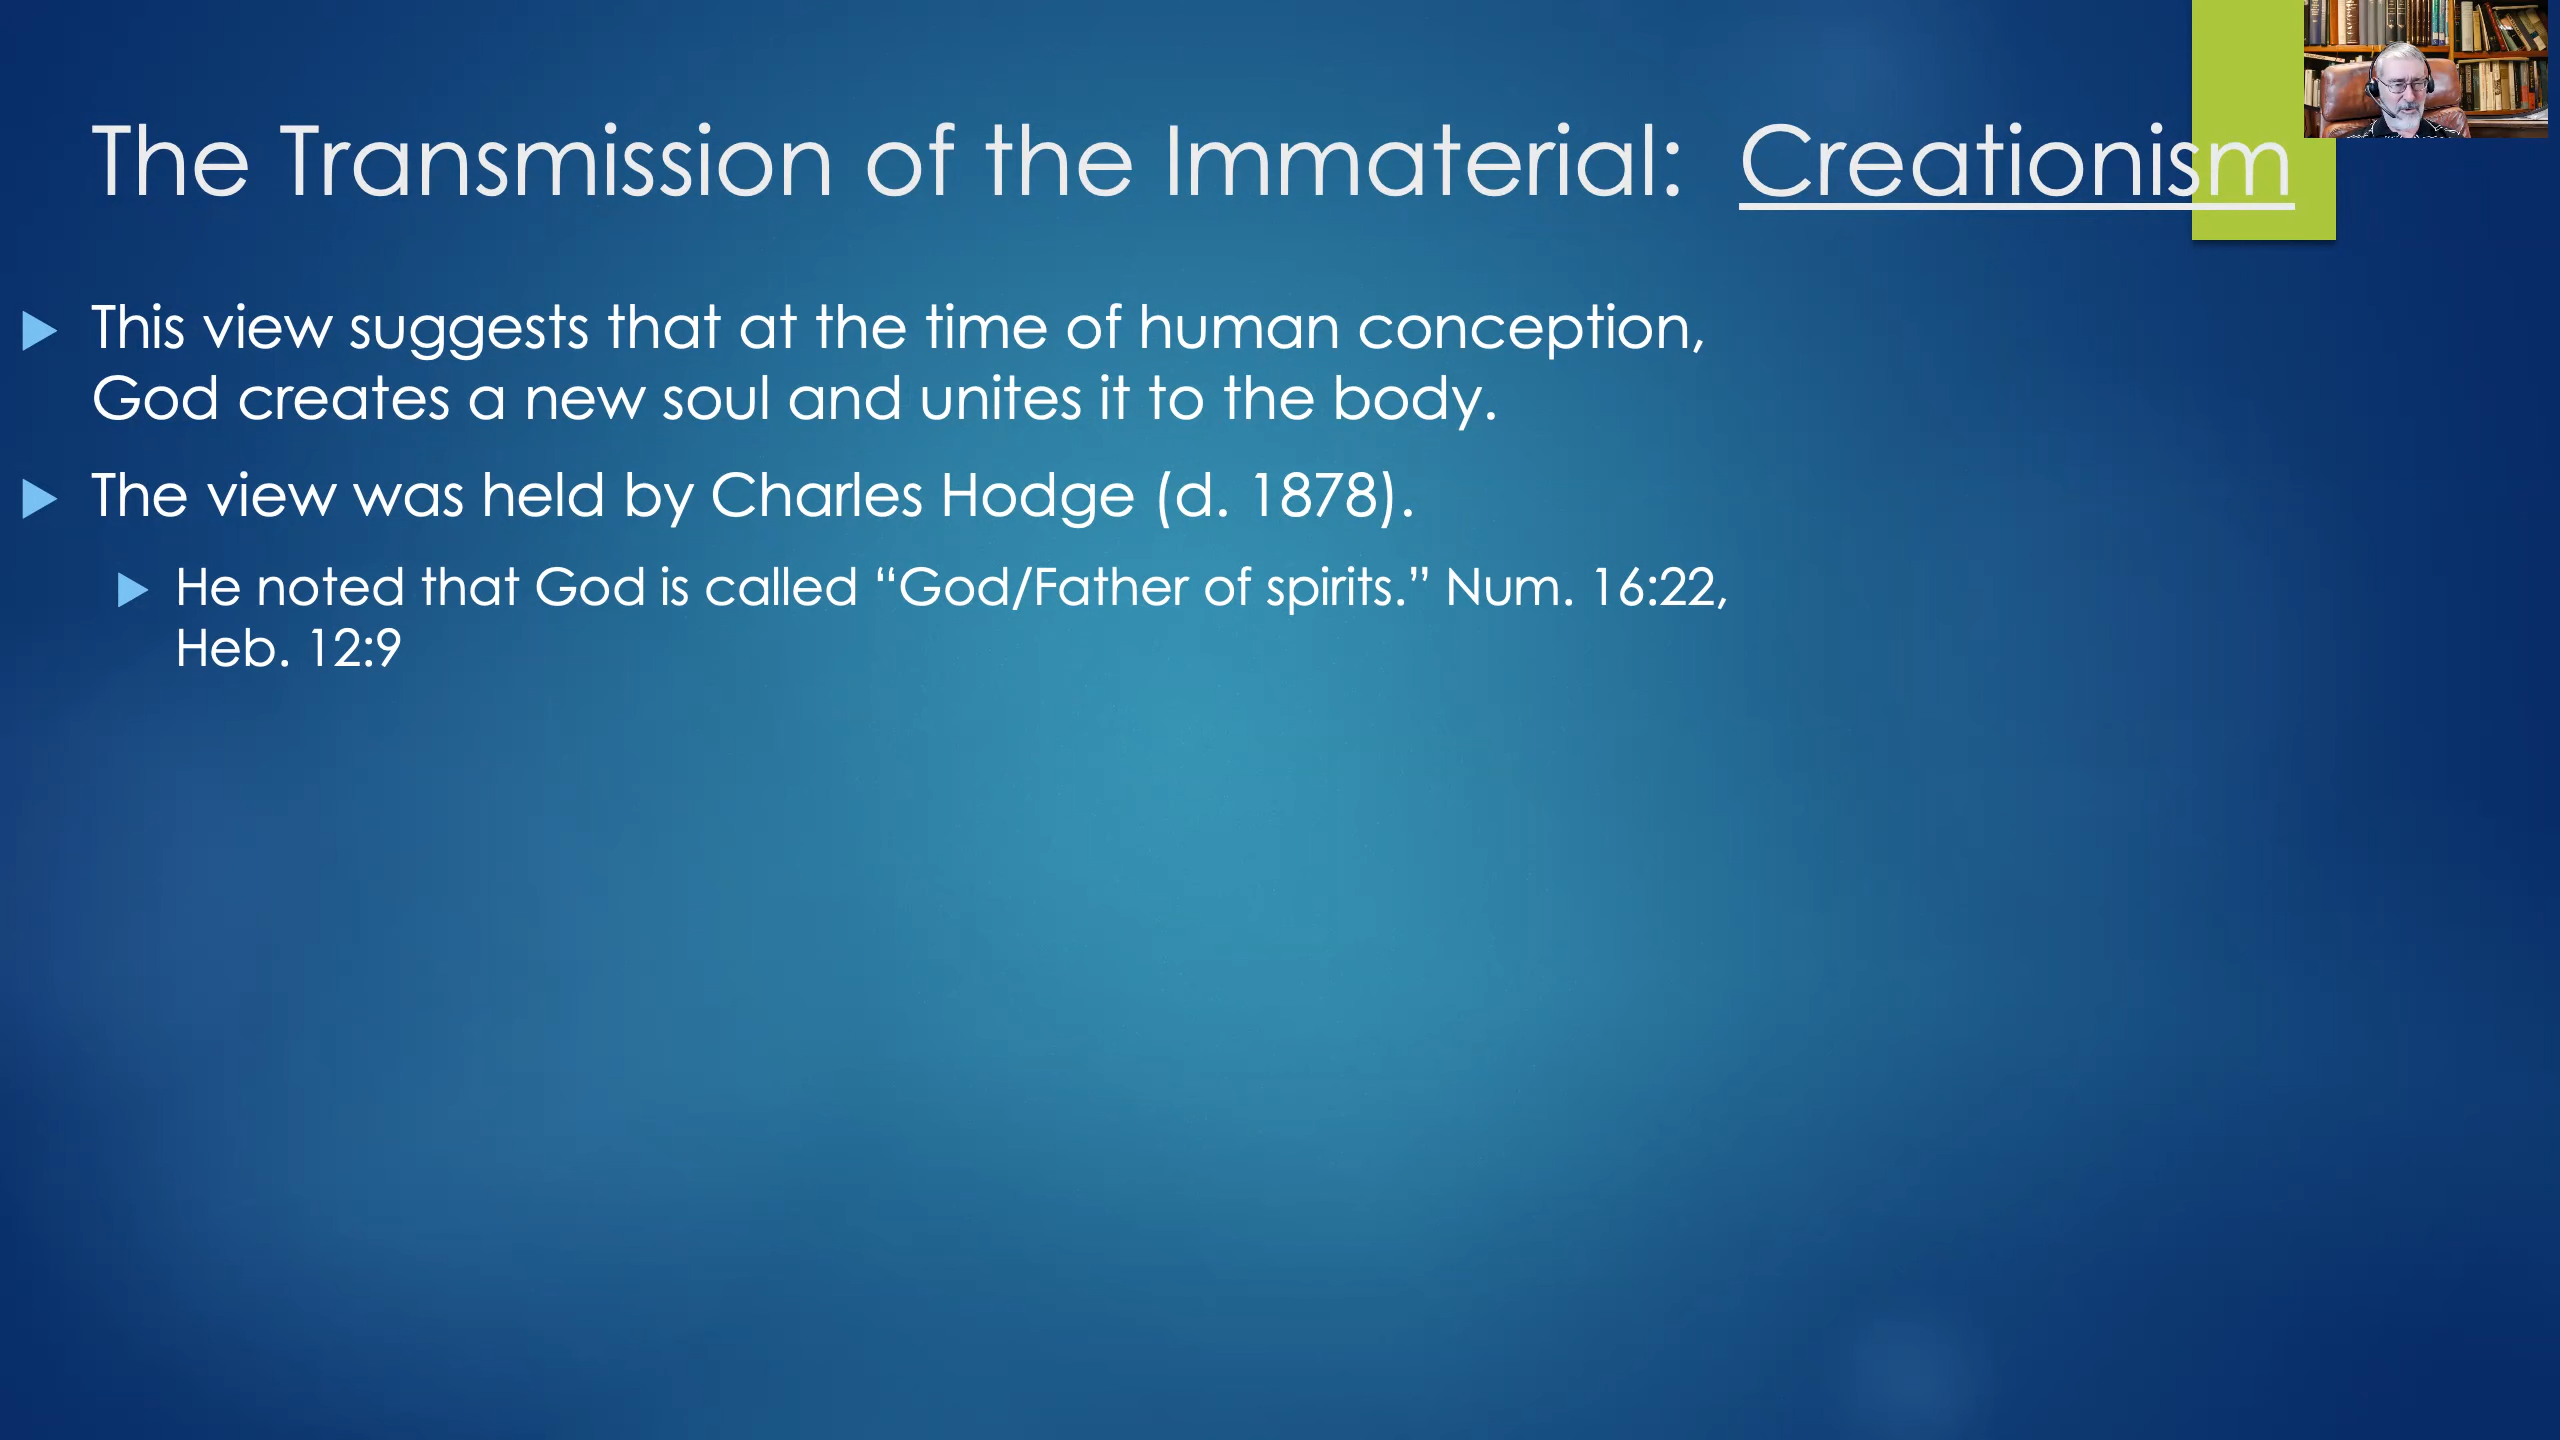 The Transmission of the Immaterial: Creationism
This view suggests that at the time of human conception,
God creates a new soul and unites it to the body.
The view was held by Charles Hodge (d. 1878).
He noted that God is called “God/Father of spirits.” Num. 16:22,
Heb. 12:9